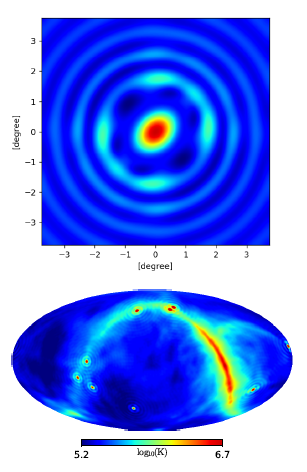 3
2
1
0
−1
−2
−3
[degree]
−3 −2 −1 0 1 2 3
[degree]
5.2 log₁₀(K) 6.7